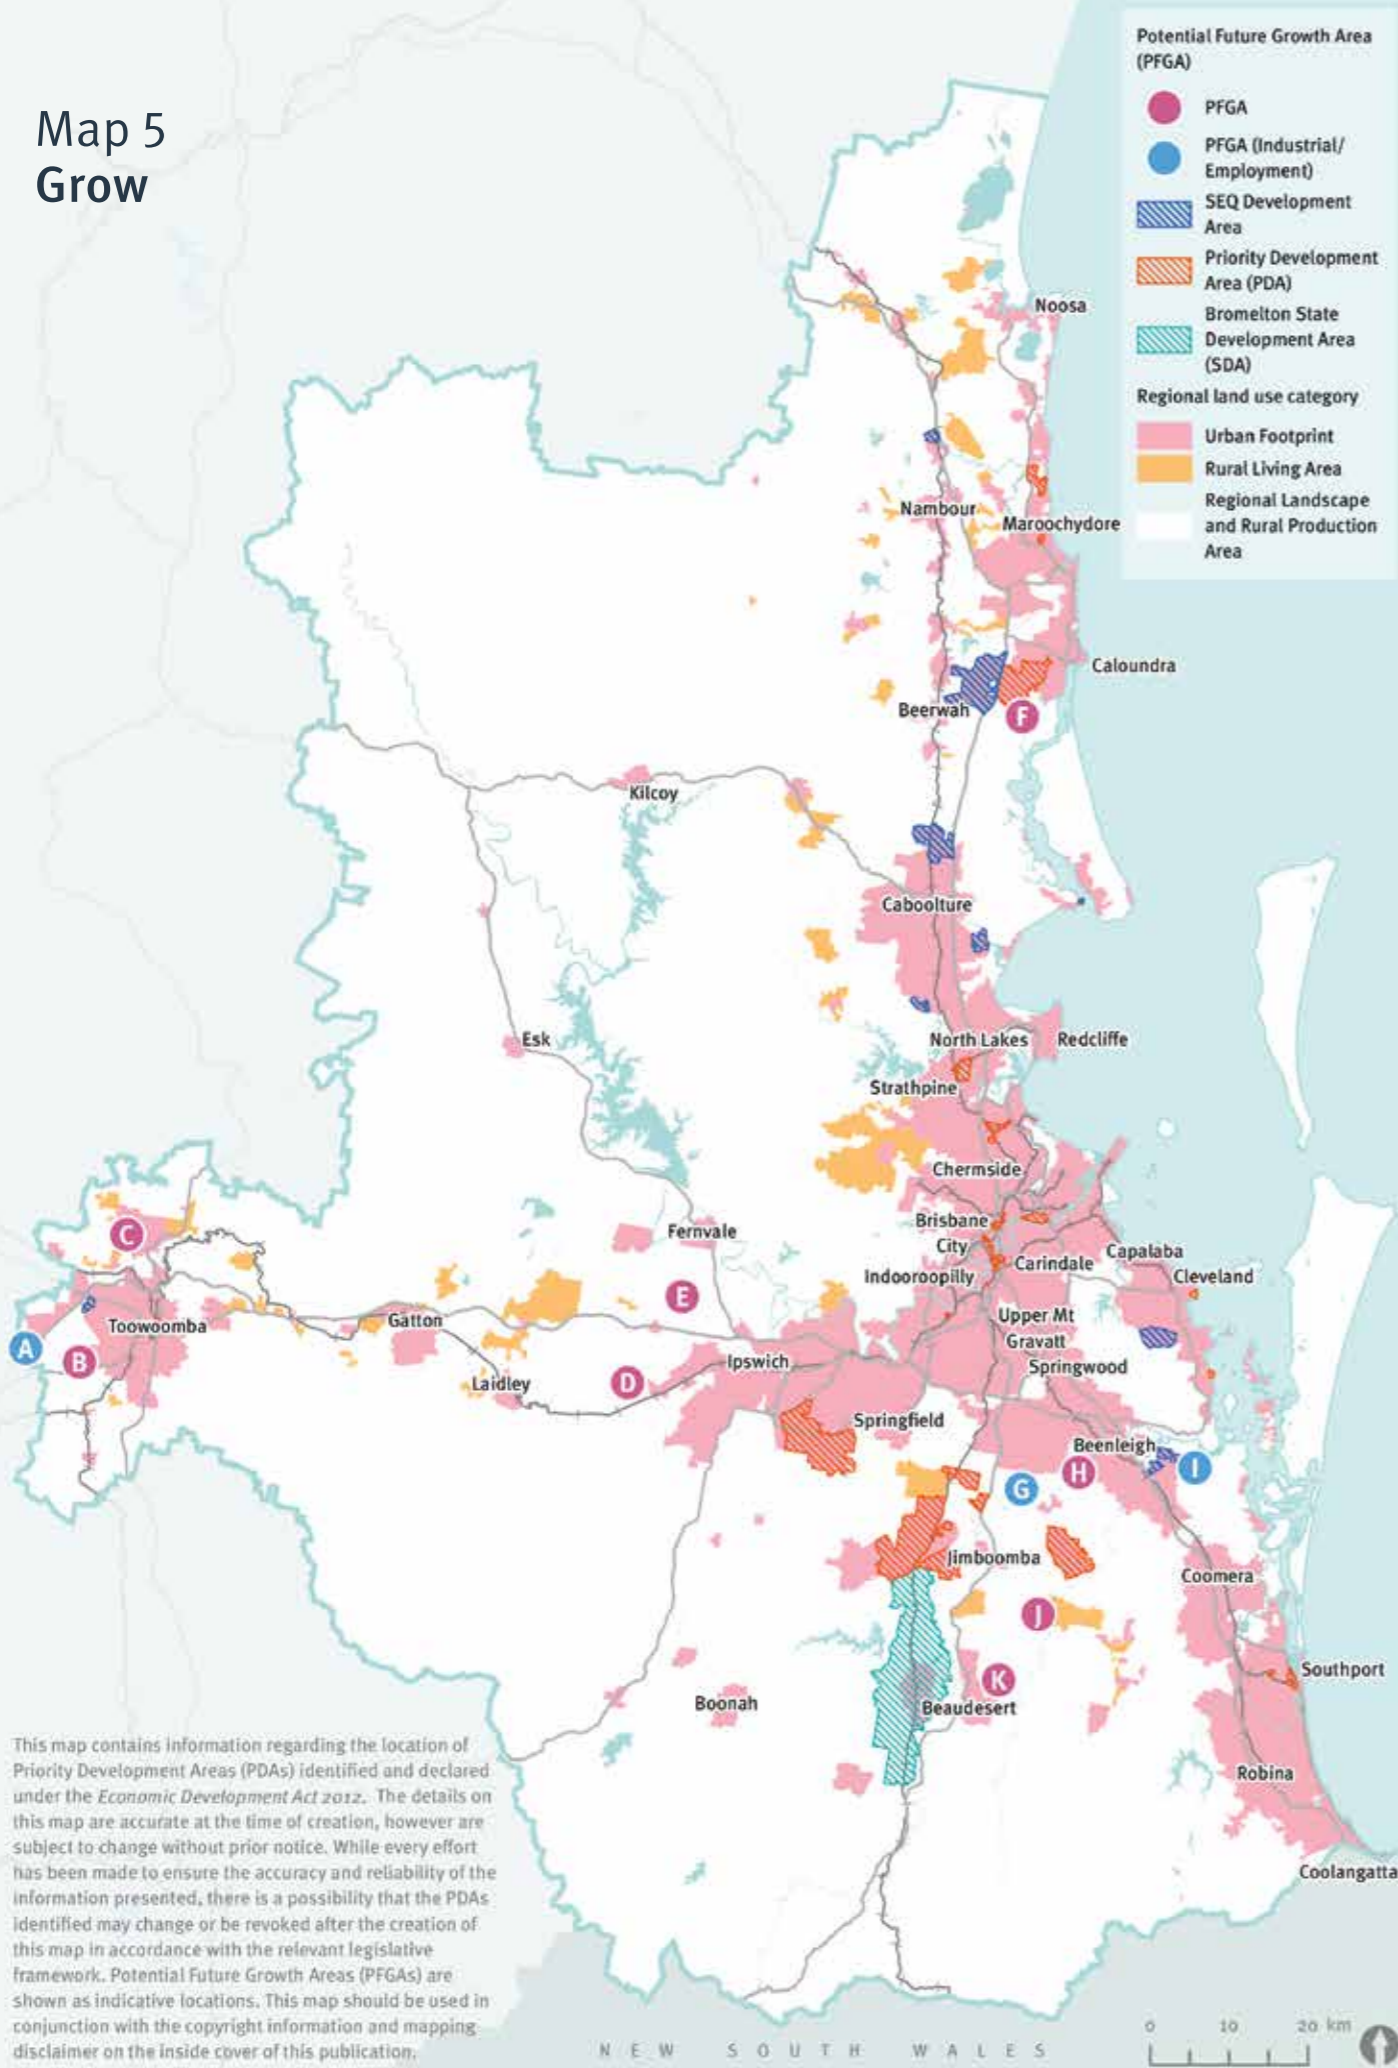 Map 5
Grow
Potential Future Growth Area
(PFGA)
PFGA
PFGA (Industrial/
Employment)
SEQ Development
Area
Priority Development
Area (PDA)
Bromelton State
Development Area
(SDA)
Regional land use category
Urban Footprint
Rural Living Area
Regional Landscape
and Rural Production
Area
Noosa
Nambour
Maroochydore
Caloundra
Beerwah
F
Kilcoy
Caboolture
Esk
North Lakes
Redcliffe
Strathpine
Chermside
C
Fernvale
Brisbane
City
Capalaba
Carindale
Indooroopilly
Cleveland
E
Upper Mt
Gravatt
Toowoomba
Gatton
A
B
Ipswich
Springwood
Laidley
D
Springfield
Beenleigh
H
I
G
Jimboomba
Coomera
J
Southport
K
Boonah
Beaudesert
Robina
Coolangatta
This map contains information regarding the location of
Priority Development Areas (PDAs) identified and declared
under the Economic Development Act 2012. The details on
this map are accurate at the time of creation, however are
subject to change without prior notice. While every effort
has been made to ensure the accuracy and reliability of the
information presented, there is a possibility that the PDAs
identified may change or be revoked after the creation of
this map in accordance with the relevant legislative
framework. Potential Future Growth Areas (PFGAs) are
shown as indicative locations. This map should be used in
conjunction with the copyright information and mapping
disclaimer on the inside cover of this publication.
NEW SOUTH WALES
0 10 20 km